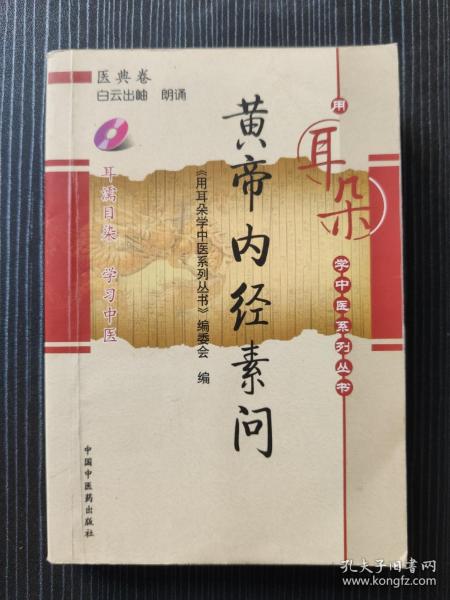 医典卷
白云出岫 朗诵
用耳朵学中医系列丛书
黄帝内经素问
《用耳朵学中医系列丛书》编委会 编
耳濡目染 学习中医
中国中医药出版社
孔夫子旧书网
www.kongfz.com